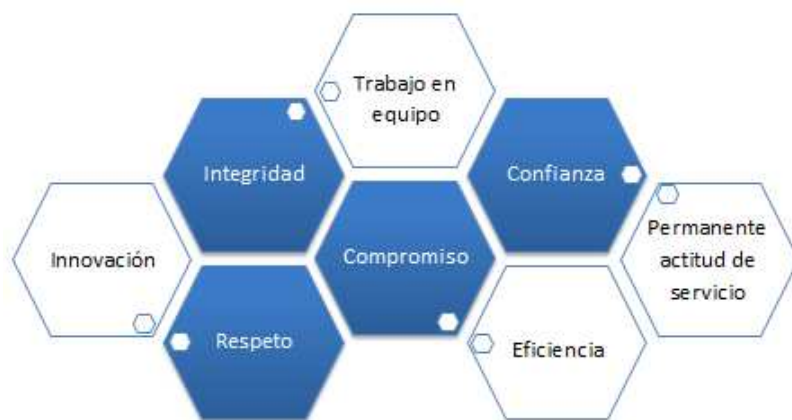 Trabajo en
equipo
Integridad
Confianza
Innovación
Compromiso
Permanente
actitud de
servicio
Respeto
Eficiencia